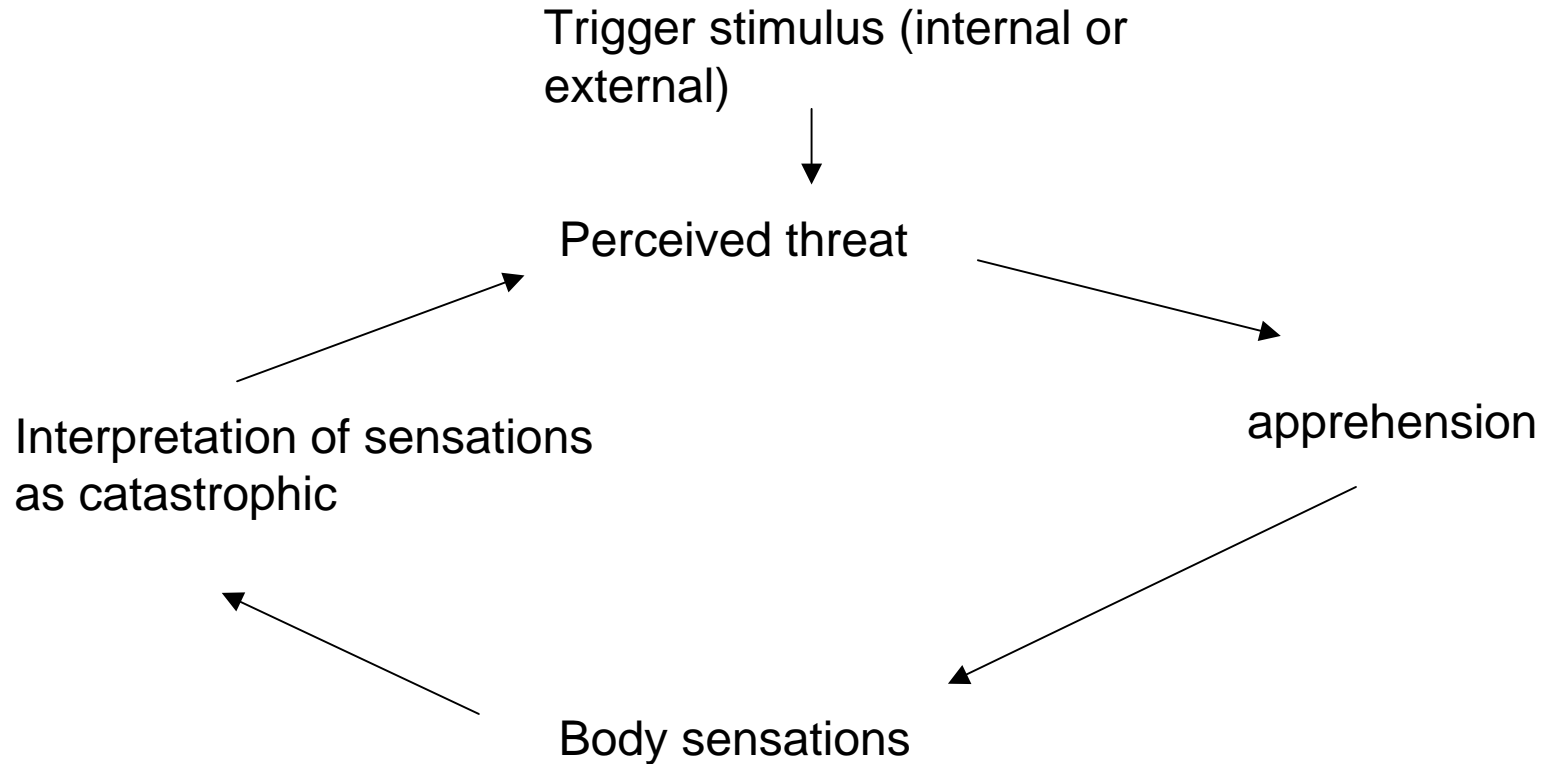 Trigger stimulus (internal or
external)
Perceived threat
apprehension
Interpretation of sensations
as catastrophic
Body sensations